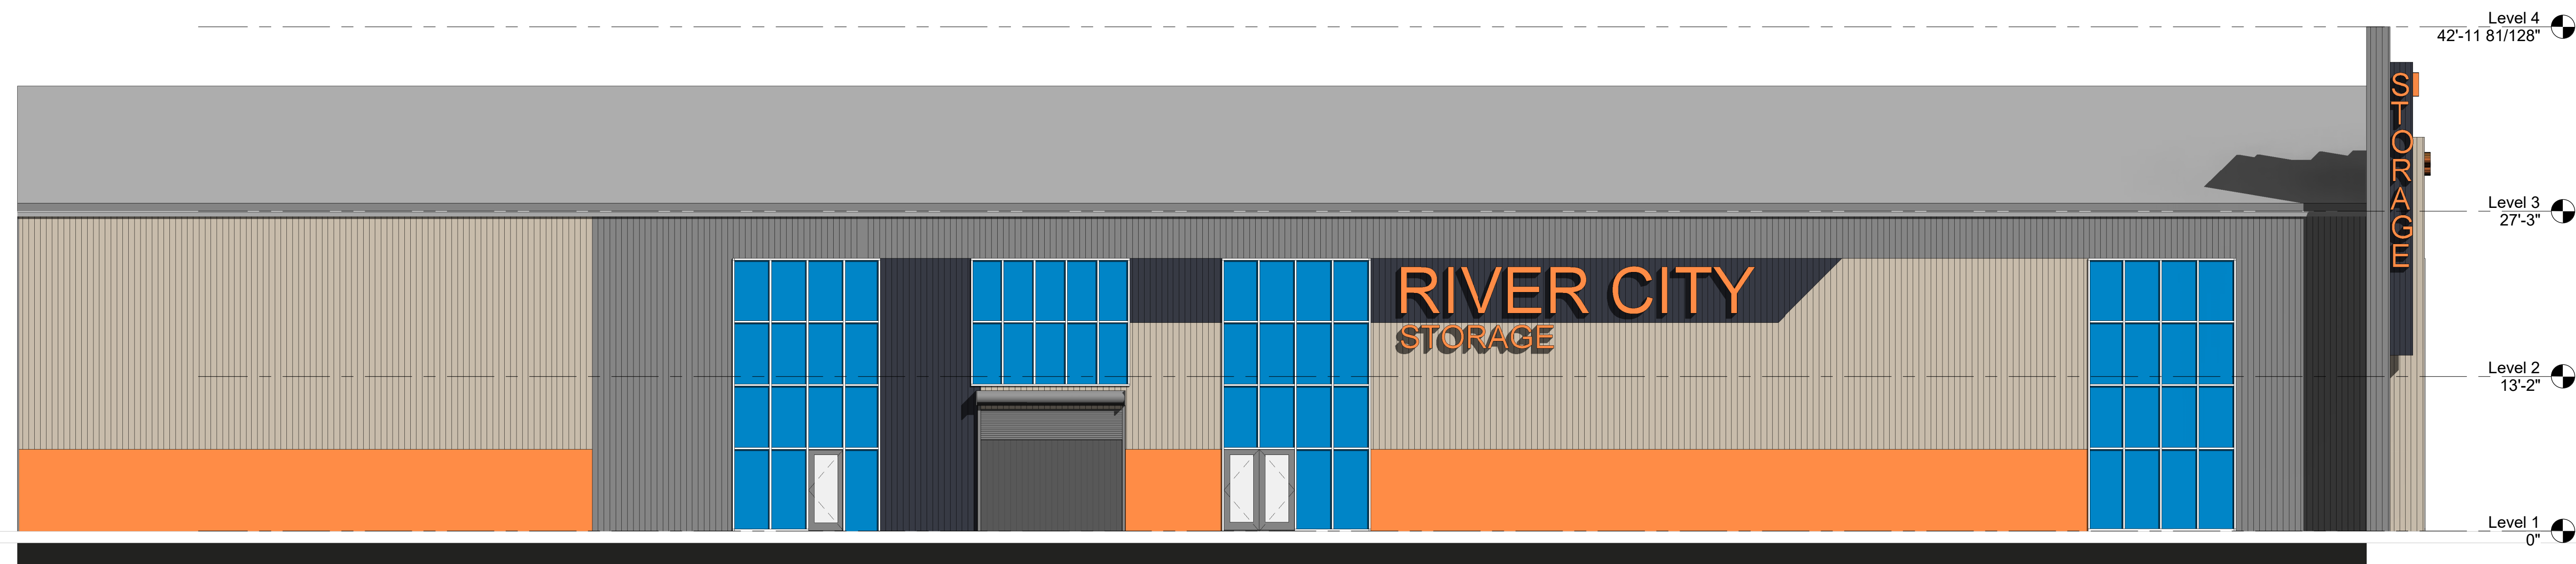 Level 4
42'-11 81/128"
STORAGE
Level 3
27'-3"
RIVER CITY
STORAGE
Level 2
13'-2"
Level 1
0"